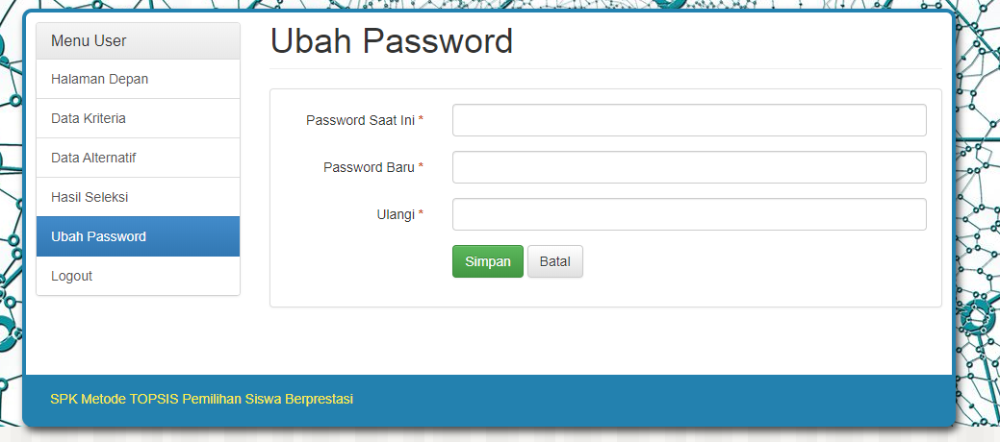 Menu User
Halaman Depan
Data Kriteria
Data Alternatif
Hasil Seleksi
Ubah Password
Logout
Ubah Password
Password Saat Ini *
Password Baru *
Ulangi *
Simpan Batal
SPK Metode TOPSIS Pemilihan Siswa Berprestasi